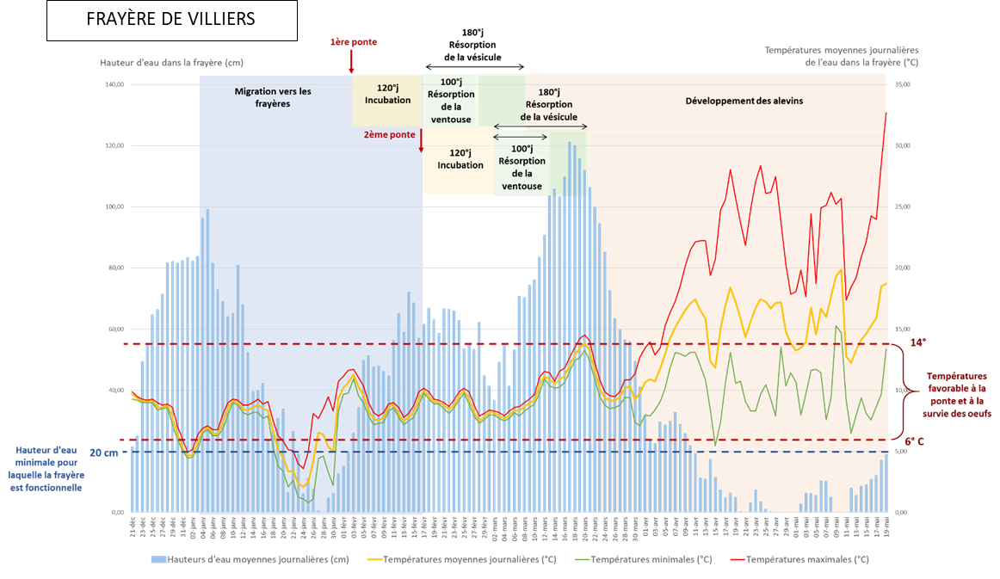 FRAYÈRE DE VILLIERS
1ère ponte
180°j
Résorption
de la vésicule
Hauteur d'eau dans la frayère (cm)
Températures moyennes journalières
de l'eau dans la frayère (°C)
Migration vers les
frayères
120°j
Incubation
100°j
Résorption
de la
ventouse
180°j
Résorption
de la vésicule
Développement des alevins
2ème ponte
120°j
Incubation
100°j
Résorption
de la
ventouse
140,00
120,00
100,00
80,00
60,00
40,00
0,00
35,00
30,00
25,00
20,00
15,00
10,00
5,00
0,00
14°
Températures
favorable à la
ponte et à la
survie des oeufs
6° C
Hauteur d'eau
minimale pour
laquelle la frayère
est fonctionnelle
20 cm
21-déc
23-déc
25-déc
27-déc
29-déc
31-déc
02-janv
04-janv
06-janv
08-janv
10-janv
12-janv
14-janv
16-janv
18-janv
20-janv
22-janv
24-janv
26-janv
28-janv
30-janv
01-févr
03-févr
05-févr
07-févr
09-févr
11-févr
13-févr
15-févr
17-févr
19-févr
21-févr
23-févr
25-févr
27-févr
29-févr
02-mars
04-mars
06-mars
08-mars
10-mars
12-mars
14-mars
16-mars
18-mars
20-mars
22-mars
24-mars
26-mars
28-mars
30-mars
01-avr
03-avr
05-avr
07-avr
09-avr
11-avr
13-avr
15-avr
17-avr
19-avr
21-avr
23-avr
25-avr
27-avr
29-avr
01-mai
03-mai
05-mai
07-mai
09-mai
11-mai
13-mai
15-mai
17-mai
19-mai
Hauteurs d'eau moyennes journalières (cm)
Températures moyennes journalières (°C)
Températures minimales (°C)
Températures maximales (°C)